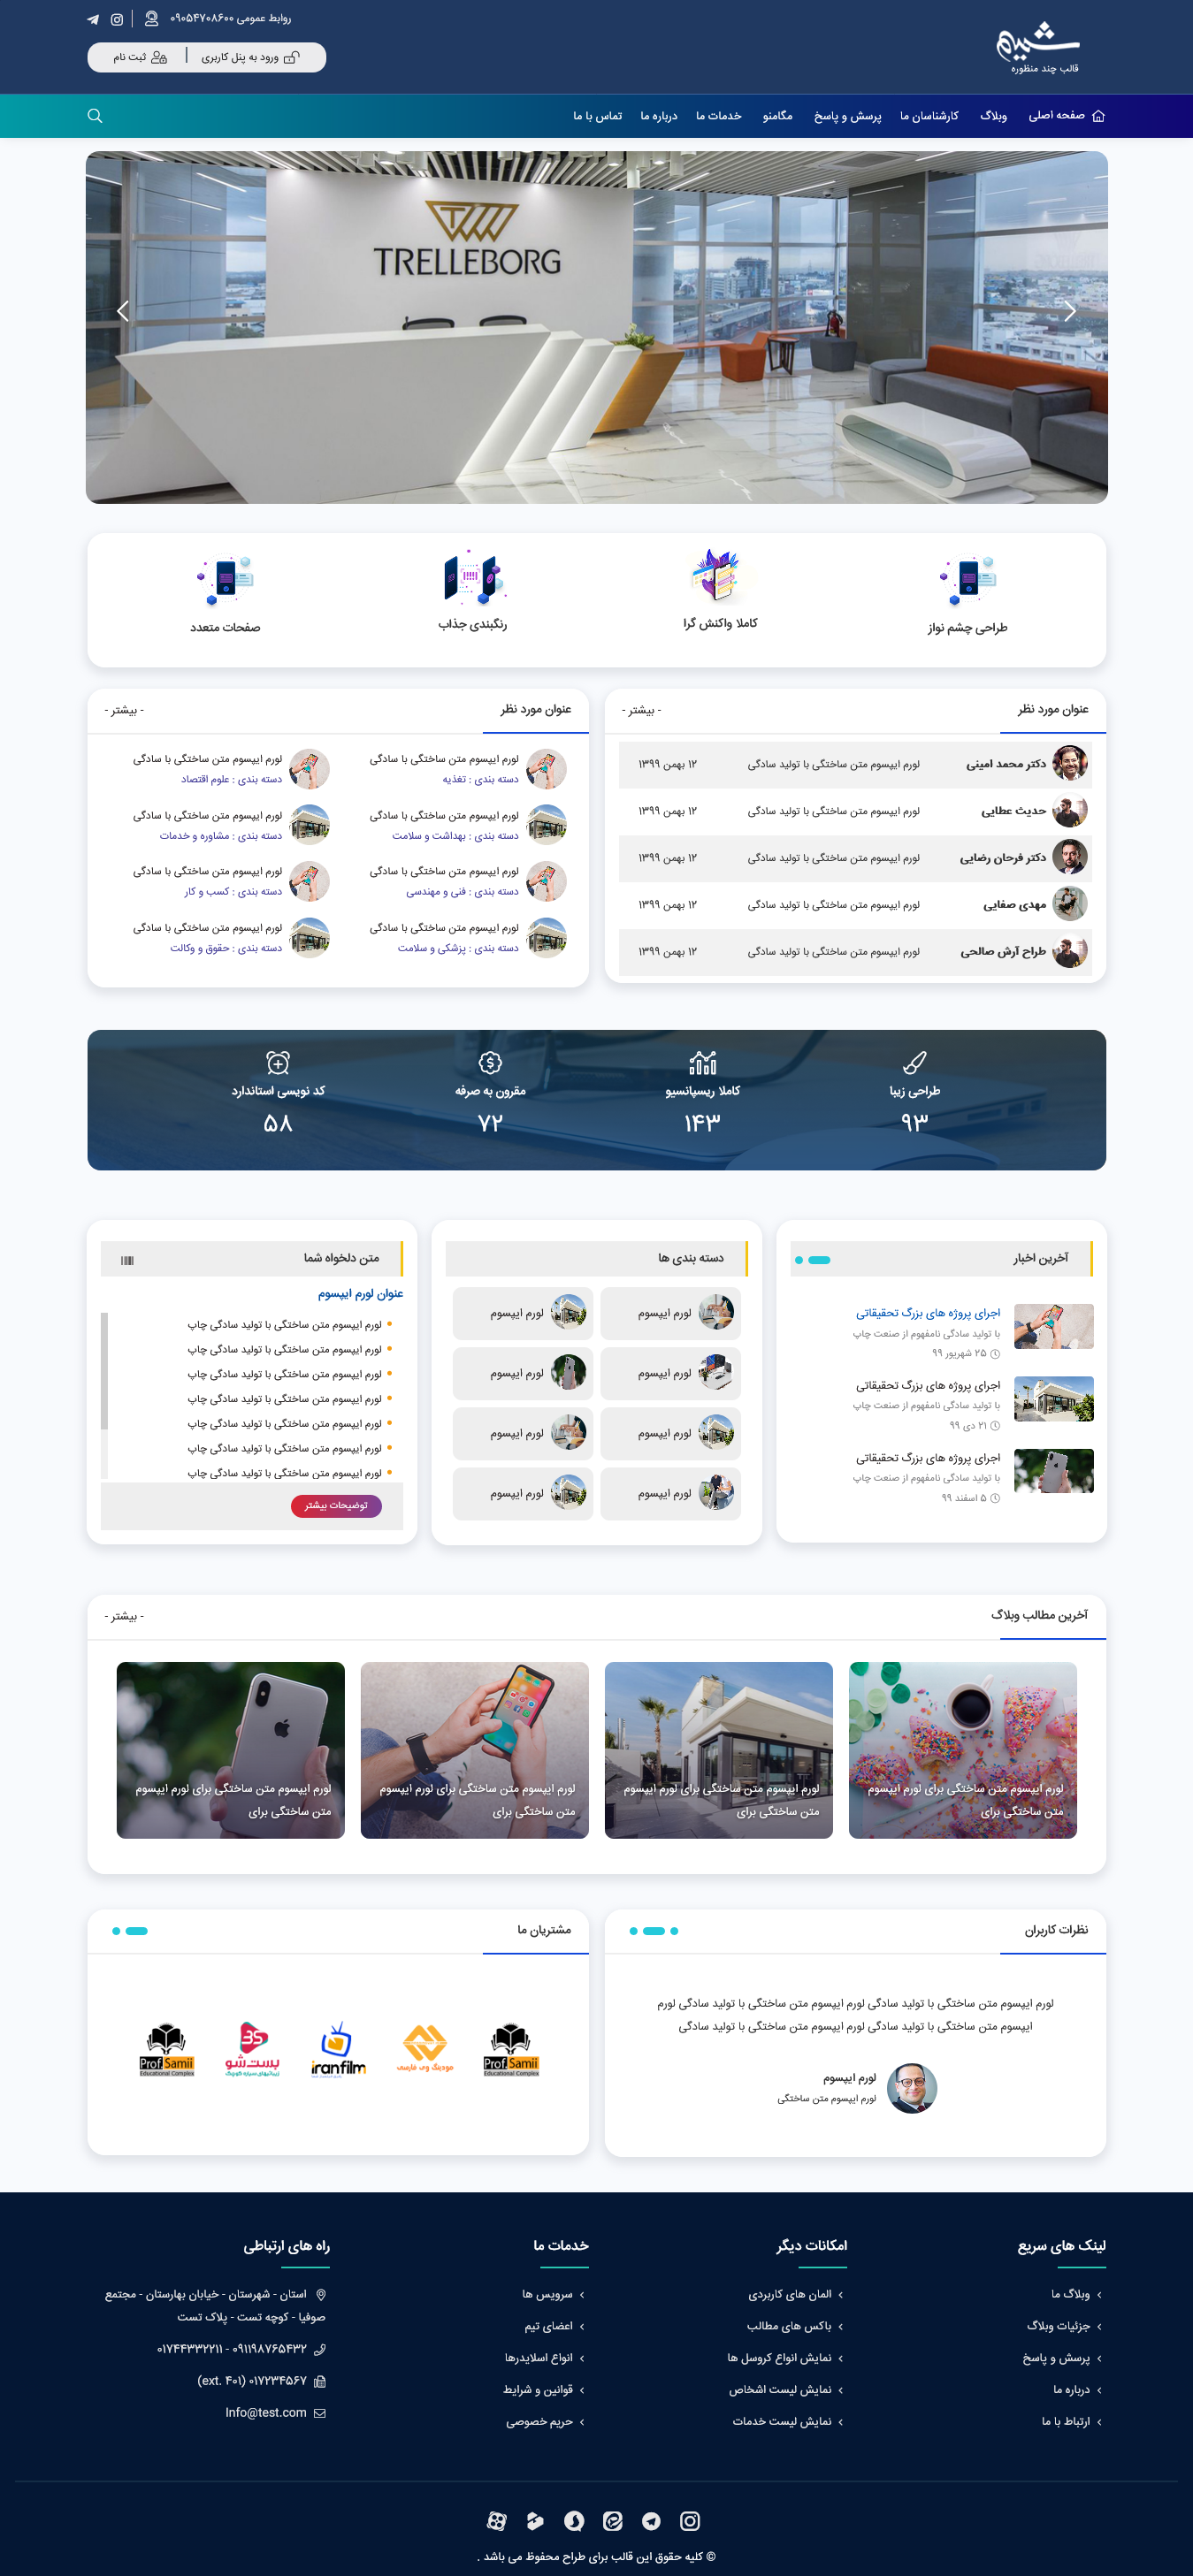 شمیم
قالب چند منظوره
روابط عمومی ۰۹۰۵۴۷۰۸۶۰۰
ورود به پنل کاربری
ثبت نام
صفحه اصلی
وبلاگ
کارشناسان ما
پرسش و پاسخ
مگامنو
خدمات ما
درباره ما
تماس با ما
TRELLEBORG
طراحی چشم نواز
کاملا واکنش گرا
رنگبندی جذاب
صفحات متعدد
عنوان مورد نظر
- بیشتر -
دکتر محمد امینی لورم ایپسوم متن ساختگی با تولید سادگی ۱۲ بهمن ۱۳۹۹
حدیث عطایی لورم ایپسوم متن ساختگی با تولید سادگی ۱۲ بهمن ۱۳۹۹
دکتر فرحان رضایی لورم ایپسوم متن ساختگی با تولید سادگی ۱۲ بهمن ۱۳۹۹
مهدی صفایی لورم ایپسوم متن ساختگی با تولید سادگی ۱۲ بهمن ۱۳۹۹
طراح آرش صالحی لورم ایپسوم متن ساختگی با تولید سادگی ۱۲ بهمن ۱۳۹۹
عنوان مورد نظر
- بیشتر -
لورم ایپسوم متن ساختگی با سادگی
دسته بندی : تغذیه
لورم ایپسوم متن ساختگی با سادگی
دسته بندی : علوم اقتصاد
لورم ایپسوم متن ساختگی با سادگی
دسته بندی : بهداشت و سلامت
لورم ایپسوم متن ساختگی با سادگی
دسته بندی : مشاوره و خدمات
لورم ایپسوم متن ساختگی با سادگی
دسته بندی : فنی و مهندسی
لورم ایپسوم متن ساختگی با سادگی
دسته بندی : کسب و کار
لورم ایپسوم متن ساختگی با سادگی
دسته بندی : پزشکی و سلامت
لورم ایپسوم متن ساختگی با سادگی
دسته بندی : حقوق و وکالت
طراحی زیبا
۹۳
کاملا ریسپانسیو
۱۴۳
مقرون به صرفه
۷۲
کد نویسی استاندارد
۵۸
آخرین اخبار
اجرای پروژه های بزرگ تحقیقاتی
با تولید سادگی نامفهوم از صنعت چاپ
۲۵ شهریور ۹۹
اجرای پروژه های بزرگ تحقیقاتی
با تولید سادگی نامفهوم از صنعت چاپ
۲۱ دی ۹۹
اجرای پروژه های بزرگ تحقیقاتی
با تولید سادگی نامفهوم از صنعت چاپ
۵ اسفند ۹۹
دسته بندی ها
لورم ایپسوم
لورم ایپسوم
لورم ایپسوم
لورم ایپسوم
لورم ایپسوم
لورم ایپسوم
لورم ایپسوم
لورم ایپسوم
متن دلخواه شما
عنوان لورم ایپسوم
لورم ایپسوم متن ساختگی با تولید سادگی چاپ
لورم ایپسوم متن ساختگی با تولید سادگی چاپ
لورم ایپسوم متن ساختگی با تولید سادگی چاپ
لورم ایپسوم متن ساختگی با تولید سادگی چاپ
لورم ایپسوم متن ساختگی با تولید سادگی چاپ
لورم ایپسوم متن ساختگی با تولید سادگی چاپ
لورم ایپسوم متن ساختگی با تولید سادگی چاپ
توضیحات بیشتر
آخرین مطالب وبلاگ
- بیشتر -
لورم ایپسوم متن ساختگی برای لورم ایپسوم
متن ساختگی برای
لورم ایپسوم متن ساختگی برای لورم ایپسوم
متن ساختگی برای
لورم ایپسوم متن ساختگی برای لورم ایپسوم
متن ساختگی برای
لورم ایپسوم متن ساختگی برای لورم ایپسوم
متن ساختگی برای
نظرات کاربران
لورم ایپسوم متن ساختگی با تولید سادگی لورم ایپسوم متن ساختگی با تولید سادگی لورم
ایپسوم متن ساختگی با تولید سادگی لورم ایپسوم متن ساختگی با تولید سادگی
لورم ایپسوم
لورم ایپسوم متن ساختگی
مشتریان ما
Prof.Samii
Educational Complex
مودینگ وی فارسی
iranfilm
بست شو
Prof.Samii
Educational Complex
لینک های سریع
وبلاگ ما
جزئیات وبلاگ
پرسش و پاسخ
درباره ما
ارتباط با ما
امکانات دیگر
المان های کاربردی
باکس های مطالب
نمایش انواع کروسل ها
نمایش لیست اشخاص
نمایش لیست خدمات
خدمات ما
سرویس ها
اعضای تیم
انواع اسلایدرها
قوانین و شرایط
حریم خصوصی
راه های ارتباطی
استان - شهرستان - خیابان بهارستان - مجتمع
صوفیا - کوچه تست - پلاک تست
۰۹۱۱۹۸۷۶۵۴۳۲ - ۰۱۷۴۴۳۳۲۲۱۱
۰۱۷۲۳۴۵۶۷ (ext. ۴۰۱)
Info@test.com
© کلیه حقوق این قالب برای طراح محفوظ می باشد .